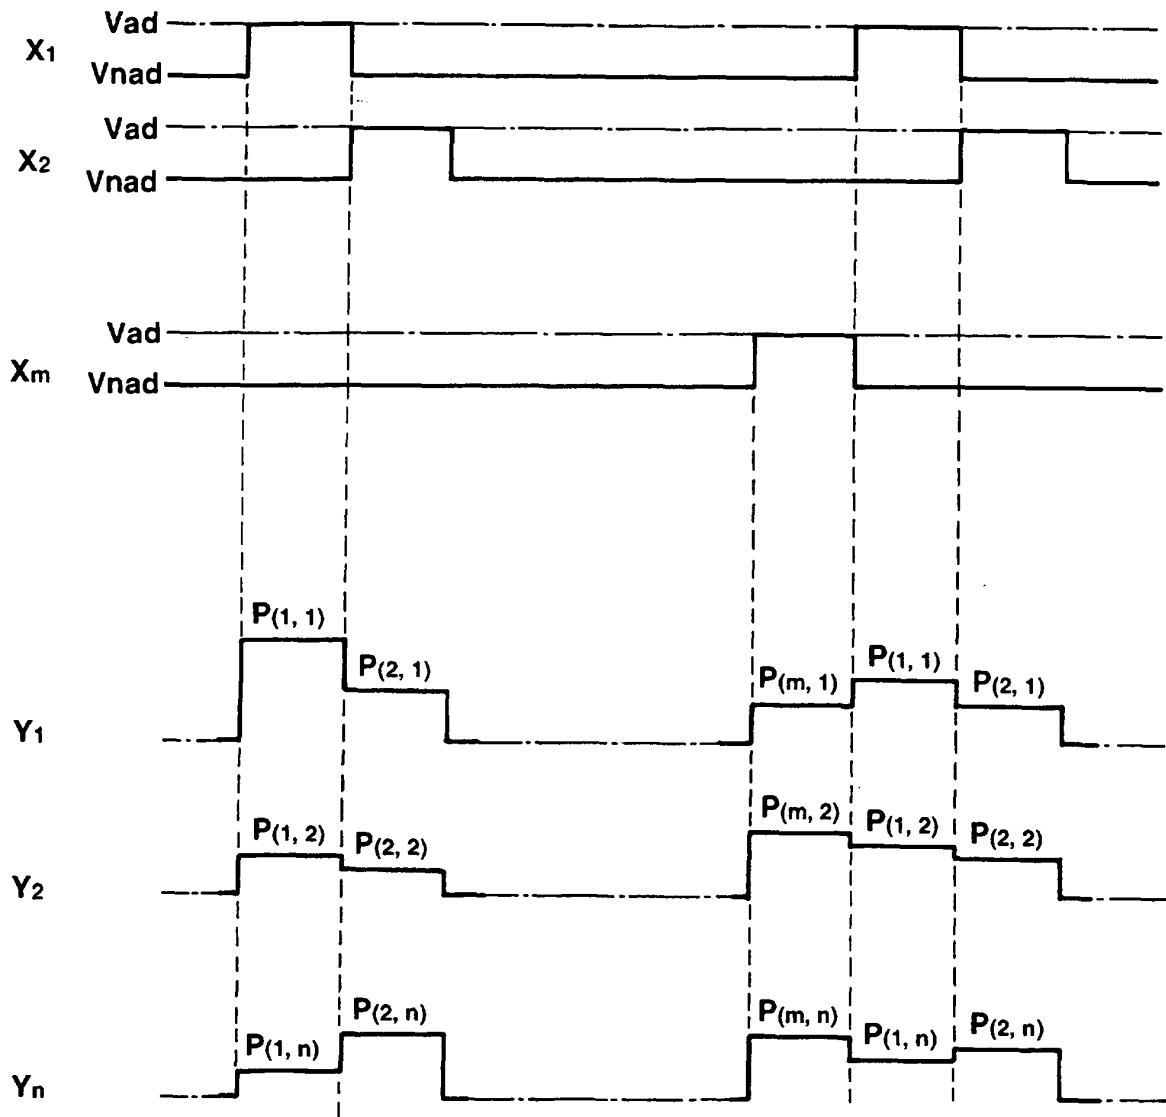 Vad
X1
Vnad
Vad
X2
Vnad
Vad
Xm
Vnad
P(1, 1)
P(2, 1)
P(m, 1)
P(1, 1)
P(2, 1)
Y1
P(1, 2)
P(2, 2)
P(m, 2)
P(1, 2)
P(2, 2)
Y2
P(1, n)
P(2, n)
P(m, n)
P(1, n)
P(2, n)
Yn